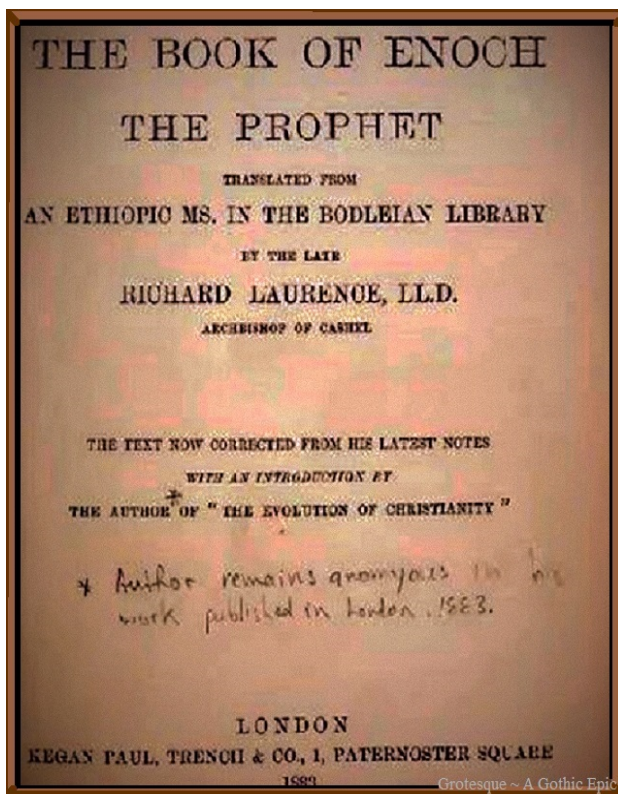 THE BOOK OF ENOCH
THE PROPHET
TRANSLATED FROM
AN ETHIOPIC MS. IN THE BODLEIAN LIBRARY
BY THE LATE
RICHARD LAURENCE, LL.D.
ARCHBISHOP OF CASHEL
THE TEXT NOW CORRECTED FROM HIS LATEST NOTES
WITH AN INTRODUCTION BY
THE AUTHOR* OF "THE EVOLUTION OF CHRISTIANITY"
* Author remains anomyous in his
work published in London. 1883.
LONDON
KEGAN PAUL, TRENCH & CO., 1, PATERNOSTER SQUARE
1883
Grotesque ~ A Gothic Epic